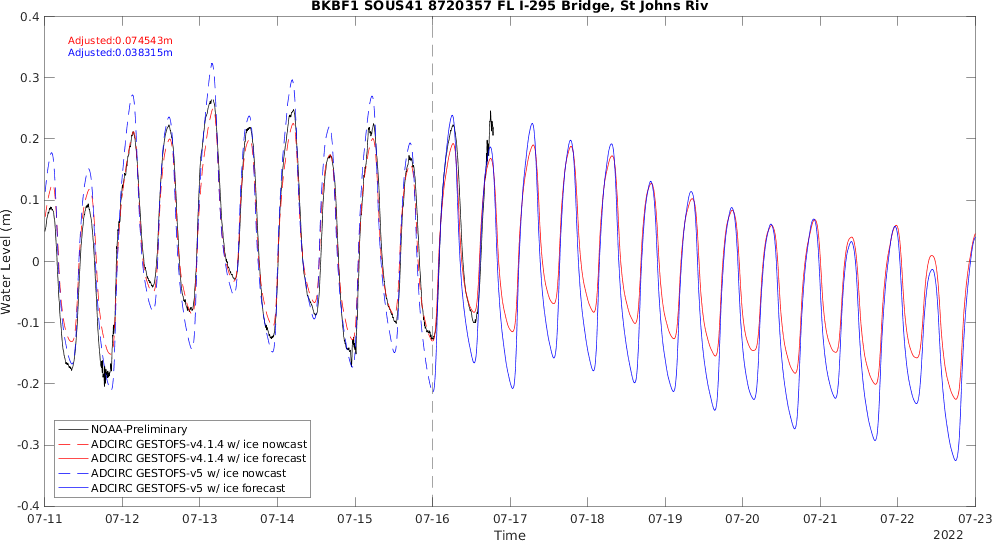 BKBF1 SOUS41 8720357 FL I-295 Bridge, St Johns Riv
Adjusted:0.074543m
Adjusted:0.038315m
0.4
0.3
0.2
0.1
0
-0.1
-0.2
-0.3
-0.4
Water Level (m)
NOAA-Preliminary
ADCIRC GESTOFS-v4.1.4 w/ ice nowcast
ADCIRC GESTOFS-v4.1.4 w/ ice forecast
ADCIRC GESTOFS-v5 w/ ice nowcast
ADCIRC GESTOFS-v5 w/ ice forecast
07-11 07-12 07-13 07-14 07-15 07-16 07-17 07-18 07-19 07-20 07-21 07-22 07-23
Time
2022